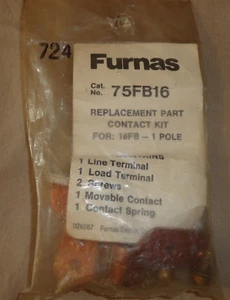 724
Furnas
Cat. No. 75FB16
REPLACEMENT PART
CONTACT KIT
FOR: 16FB - 1 POLE
1 Line Terminal
1 Load Terminal
2 Screws
1 Movable Contact
1 Contact Spring
Furnas